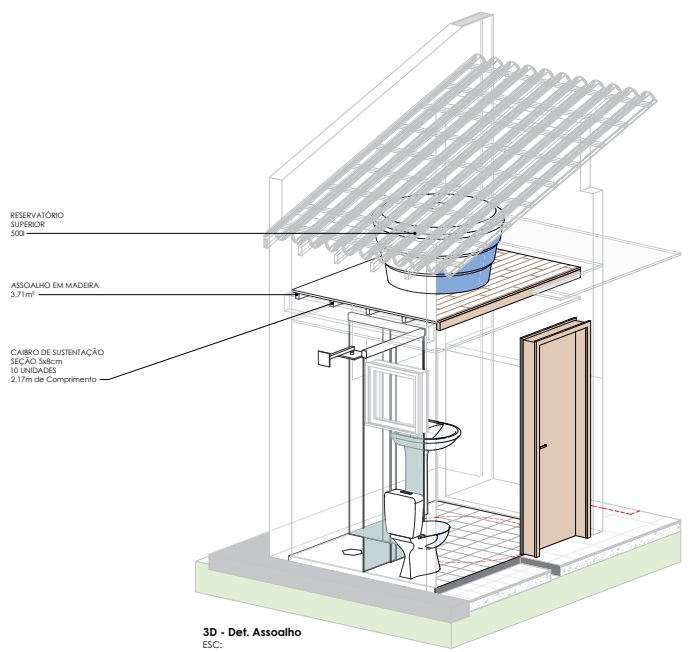 RESERVATÓRIO
SUPERIOR
500l
ASSOALHO EM MADEIRA
3,71m²
CAIBRO DE SUSTENTAÇÃO
SEÇÃO 5x8cm
10 UNIDADES
2,17m de Comprimento
3D - Det. Assoalho
ESC: